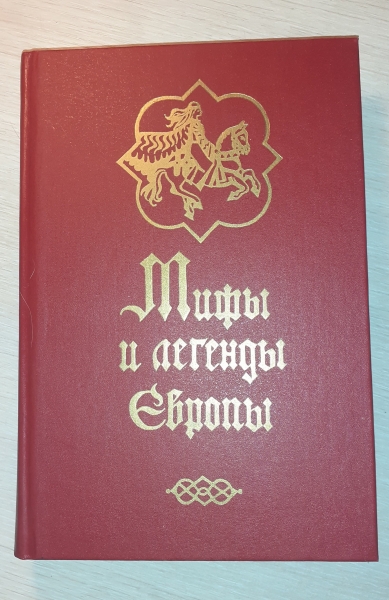 Мифы
и легенды
Европы